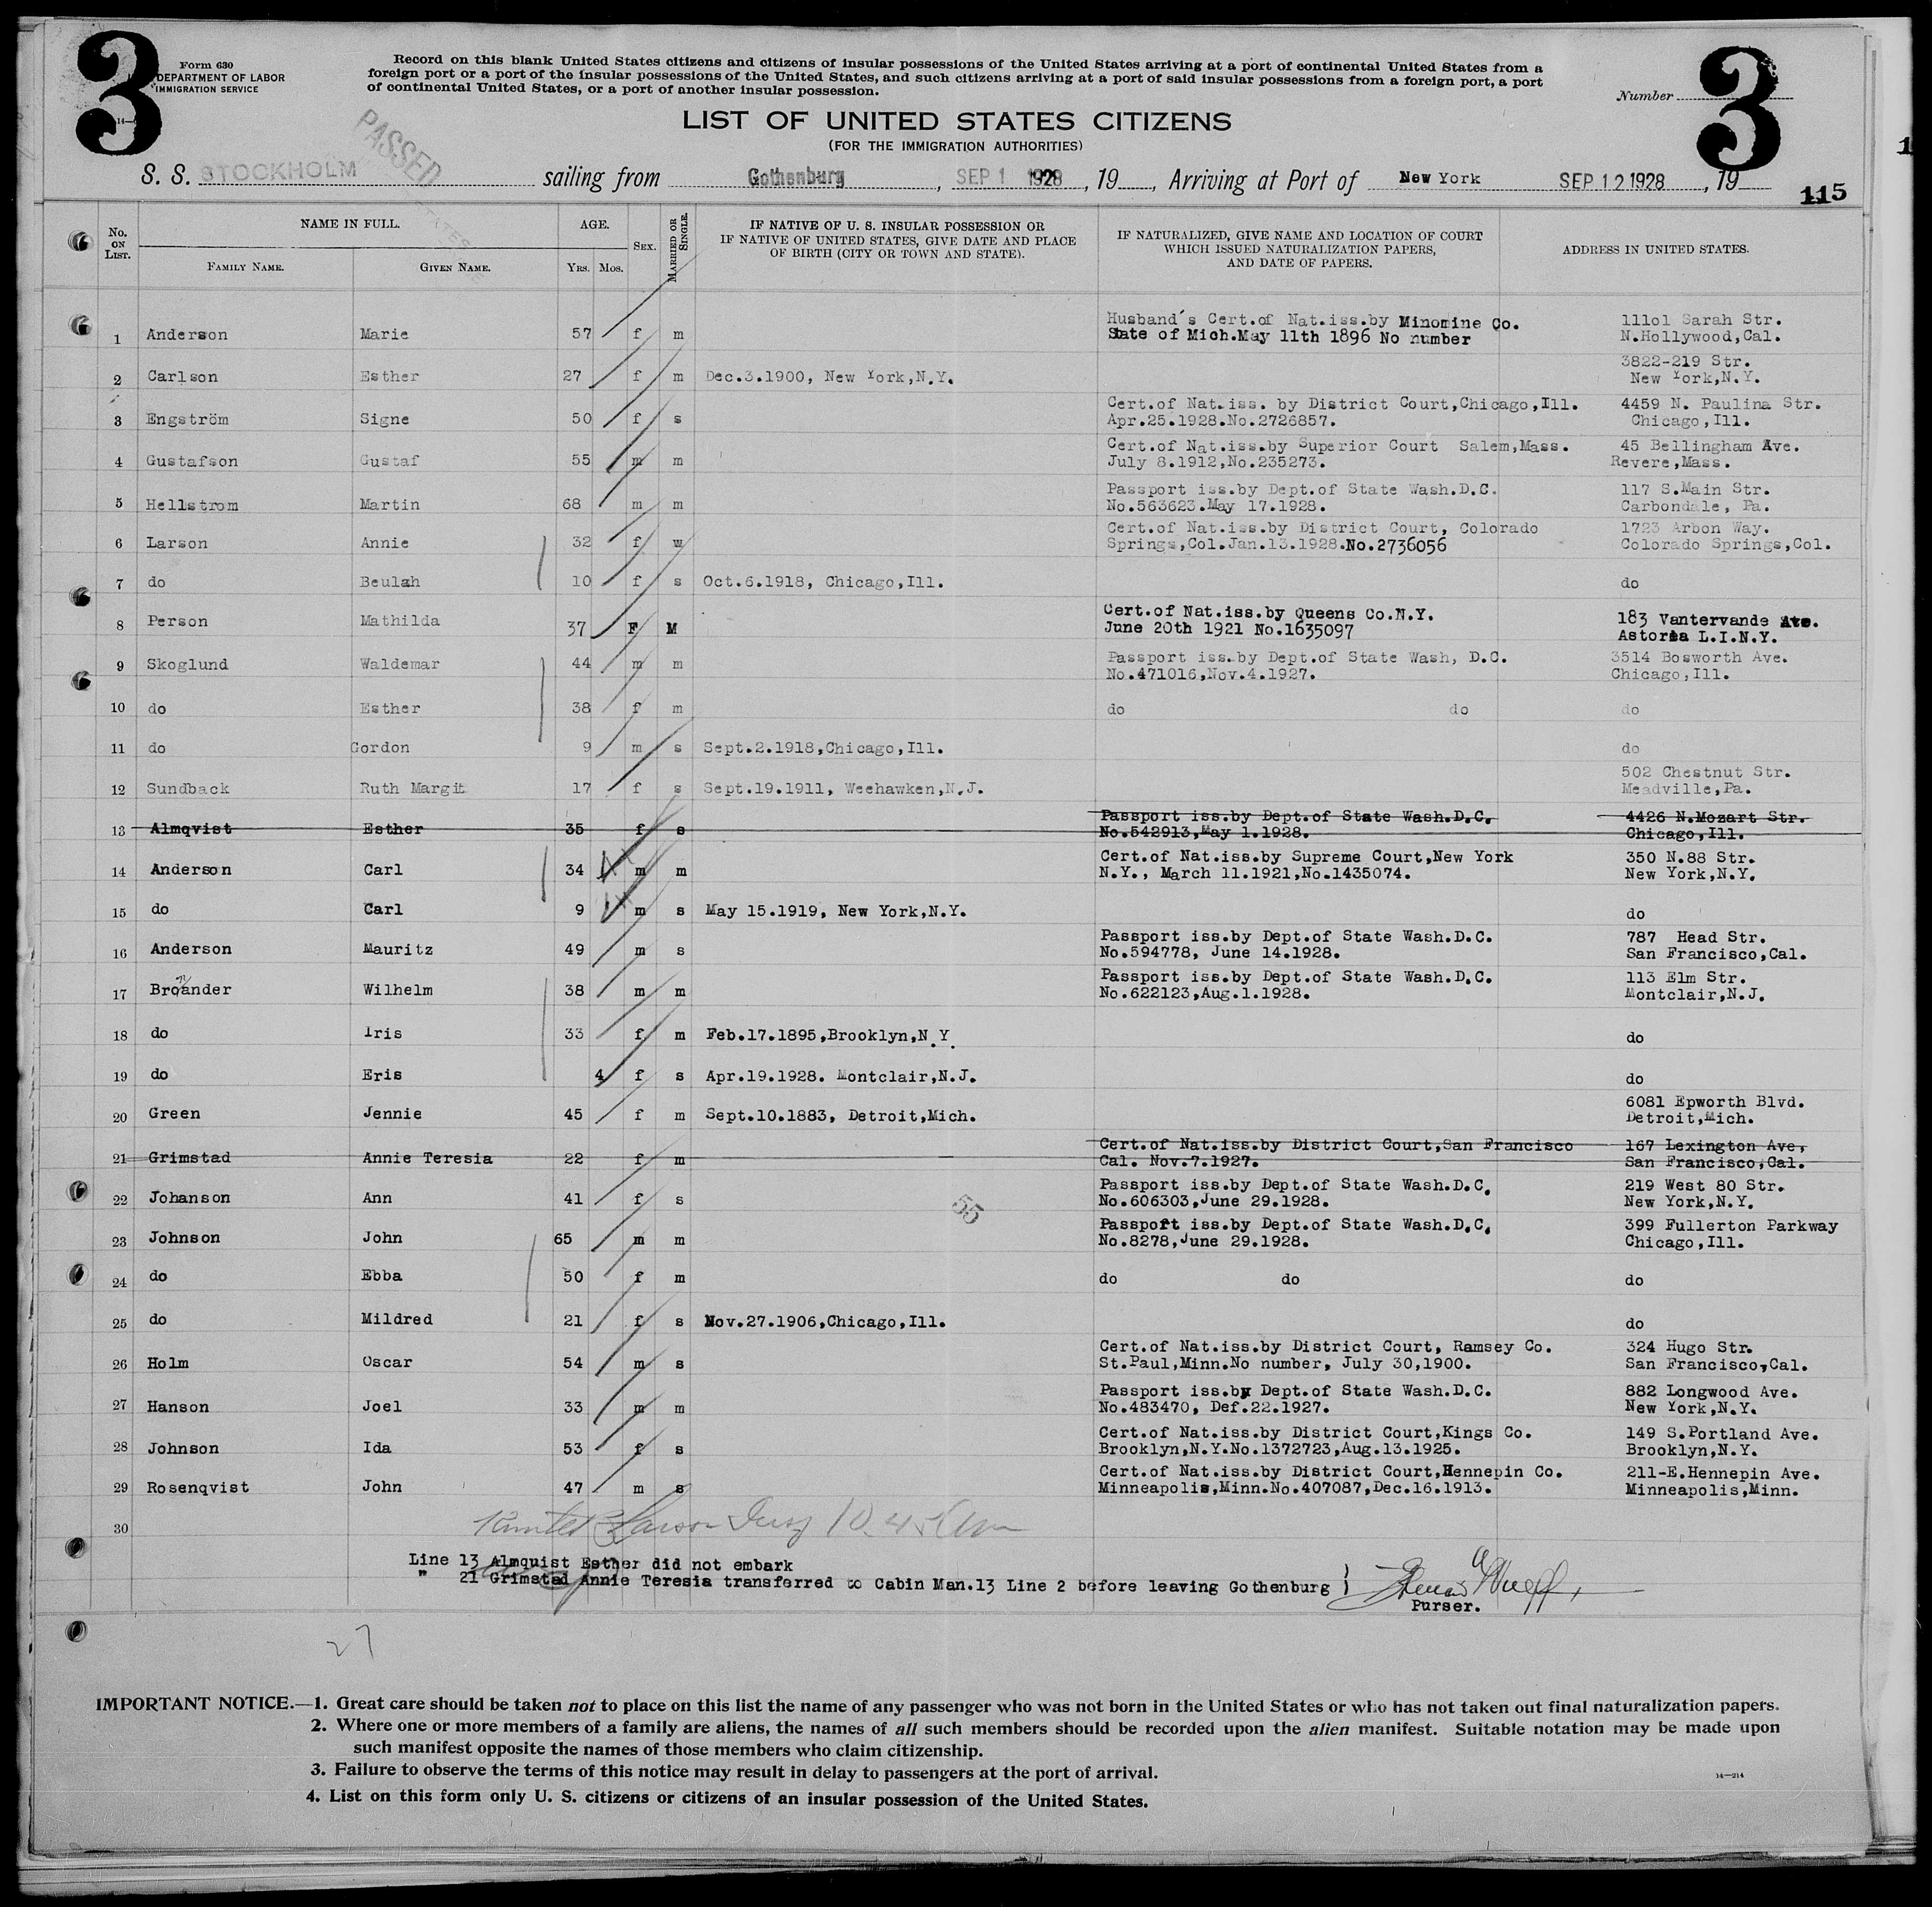 3
Form 630
DEPARTMENT OF LABOR
IMMIGRATION SERVICE
Record on this blank United States citizens and citizens of insular possessions of the United States arriving at a port of continental United States from a
foreign port or a port of the insular possessions of the United States, and such citizens arriving at a port of said insular possessions from a foreign port, a port
of continental United States, or a port of another insular possession.
Number
3
PASSED
LIST OF UNITED STATES CITIZENS
(FOR THE IMMIGRATION AUTHORITIES)
S. S. STOCKHOLM sailing from Gothenburg, SEP 1 1928, 19 , Arriving at Port of New York SEP 12 1928, 19
115
No. ON LIST. NAME IN FULL. FAMILY NAME. GIVEN NAME. AGE. YRS. MOS. SEX. MARRIED OR SINGLE. IF NATIVE OF U. S. INSULAR POSSESSION OR IF NATIVE OF UNITED STATES, GIVE DATE AND PLACE OF BIRTH (CITY OR TOWN AND STATE). IF NATURALIZED, GIVE NAME AND LOCATION OF COURT WHICH ISSUED NATURALIZATION PAPERS, AND DATE OF PAPERS. ADDRESS IN UNITED STATES.
1 Anderson Marie 57 f m Husband's Cert.of Nat.iss.by Minomine Co. 111ol Sarah Str.
State of Mich.May 11th 1896 No number N.Hollywood,Cal.
2 Carlson Esther 27 f m Dec.3.1900, New York,N.Y. 3822-219 Str.
New York,N.Y.
3 Engström Signe 50 f s Cert.of Nat.iss. by District Court,Chicago,Ill. 4459 N. Paulina Str.
Apr.25.1928.No.2726857. Chicago,Ill.
4 Gustafson Gustaf 55 m m Cert.of Nat.iss.by Superior Court Salem,Mass. 45 Bellingham Ave.
July 8.1912,No.235273. Revere,Mass.
5 Hellstrom Martin 68 m m Passport iss.by Dept.of State Wash.D.C. 117 S.Main Str.
No.563623.May 17.1928. Carbondale, Pa.
6 Larson Annie 32 f w Cert.of Nat.iss.by District Court, Colorado 1723 Arbon Way.
Springs,Col.Jan.13.1928.No.2736056 Colorado Springs,Col.
7 do Beulah 10 f s Oct.6.1918, Chicago,Ill. do
8 Person Mathilda 37 F M Cert.of Nat.iss.by Queens Co.N.Y. 183 Vantervande Ave.
June 20th 1921 No.1635097 Astoria L.I.N.Y.
9 Skoglund Waldemar 44 m m Passport iss.by Dept.of State Wash, D.C. 3514 Bosworth Ave.
No.471016,Nov.4.1927. Chicago,Ill.
10 do Esther 38 f m do do do
11 do Gordon 9 m s Sept.2.1918,Chicago,Ill. do
12 Sundback Ruth Margit 17 f s Sept.19.1911, Weehawken,N.J. 502 Chestnut Str.
Meadville,Pa.
13 Almqvist Esther 35 f s Passport iss.by Dept.of State Wash.D.C. 4426 N.Mozart Str.
No.542913,May 1.1928. Chicago,Ill.
14 Anderson Carl 34 m m Cert.of Nat.iss.by Supreme Court,New York 350 N.88 Str.
N.Y., March 11.1921,No.1435074. New York,N.Y.
15 do Carl 9 m s May 15.1919, New York,N.Y. do
16 Anderson Mauritz 49 m s Passport iss.by Dept.of State Wash.D.C. 787 Head Str.
No.594778, June 14.1928. San Francisco,Cal.
17 Broander Wilhelm 38 m m Passport iss.by Dept.of State Wash.D.C. 113 Elm Str.
No.622123,Aug.1.1928. Montclair,N.J.
18 do Iris 33 f m Feb.17.1895,Brooklyn,N.Y. do
19 do Eris 4 f s Apr.19.1928. Montclair,N.J. do
20 Green Jennie 45 f m Sept.10.1883, Detroit,Mich. 6081 Epworth Blvd.
Detroit,Mich.
21 Grimstad Annie Teresia 22 f m Cert.of Nat.iss.by District Court,San Francisco 167 Lexington Ave,
Cal. Nov.7.1927. San Francisco,Cal.
22 Johanson Ann 41 f s Passport iss.by Dept.of State Wash.D.C. 219 West 80 Str.
No.606303,June 29.1928. New York,N.Y.
55
23 Johnson John 65 m m Passport iss.by Dept.of State Wash.D.C. 399 Fullerton Parkway
No.8278,June 29.1928. Chicago,Ill.
24 do Ebba 50 f m do do do
25 do Mildred 21 f s Nov.27.1906,Chicago,Ill. do
26 Holm Oscar 54 m s Cert.of Nat.iss.by District Court, Ramsey Co. 324 Hugo Str.
St.Paul,Minn.No number, July 30,1900. San Francisco,Cal.
27 Hanson Joel 33 m m Passport iss.by Dept.of State Wash.D.C. 882 Longwood Ave.
No.483470, Def.22.1927. New York,N.Y.
28 Johnson Ida 53 f s Cert.of Nat.iss.by District Court,Kings Co. 149 S.Portland Ave.
Brooklyn,N.Y.No.1372723,Aug.13.1925. Brooklyn,N.Y.
29 Rosenqvist John 47 m s Cert.of Nat.iss.by District Court,Hennepin Co. 211-E.Hennepin Ave.
Minneapolis,Minn.No.407087,Dec.16.1913. Minneapolis,Minn.
30
Larson 10.45 Am
Line 13 Almquist Esther did not embark
" 21 Grimstad Annie Teresia transferred to Cabin Man.13 Line 2 before leaving Gothenburg
Purser.
27
IMPORTANT NOTICE.—1. Great care should be taken not to place on this list the name of any passenger who was not born in the United States or who has not taken out final naturalization papers.
2. Where one or more members of a family are aliens, the names of all such members should be recorded upon the alien manifest. Suitable notation may be made upon
such manifest opposite the names of those members who claim citizenship.
3. Failure to observe the terms of this notice may result in delay to passengers at the port of arrival.
14—214
4. List on this form only U. S. citizens or citizens of an insular possession of the United States.